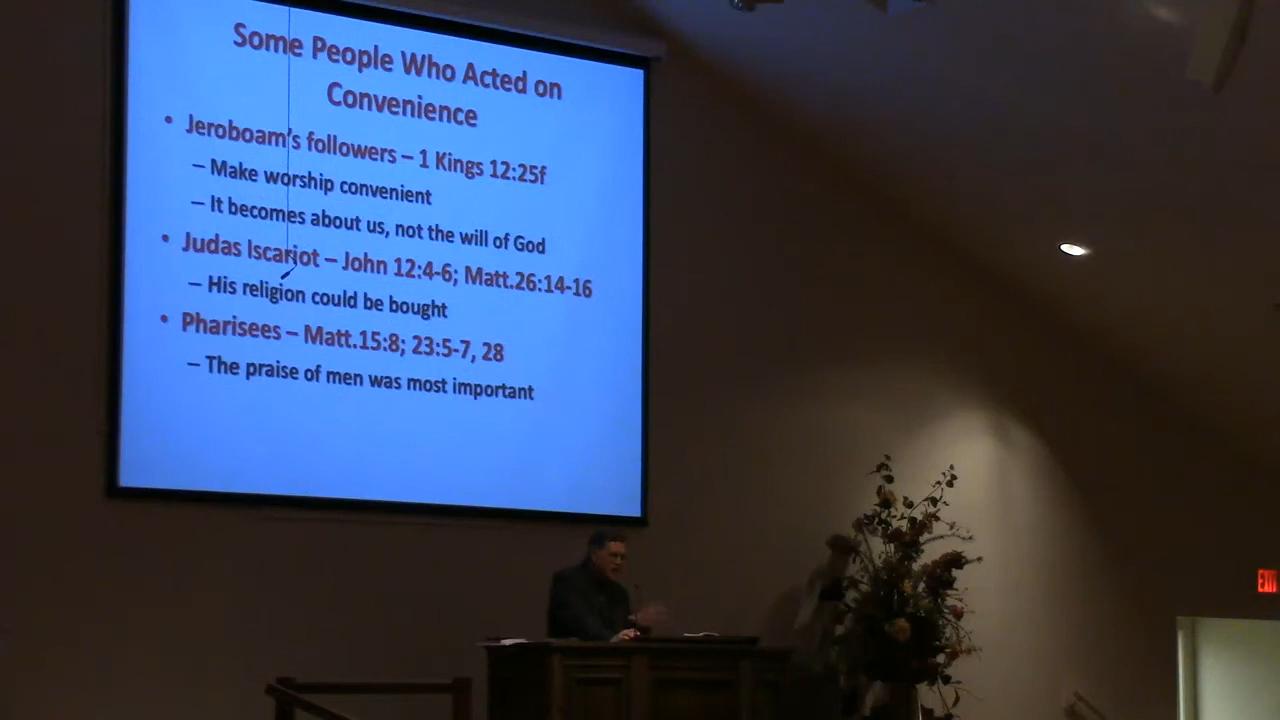 Some People Who Acted on
Convenience
• Jeroboam's followers – 1 Kings 12:25f
– Make worship convenient
– It becomes about us, not the will of God
• Judas Iscariot – John 12:4-6; Matt.26:14-16
– His religion could be bought
• Pharisees – Matt.15:8; 23:5-7, 28
– The praise of men was most important
EXIT